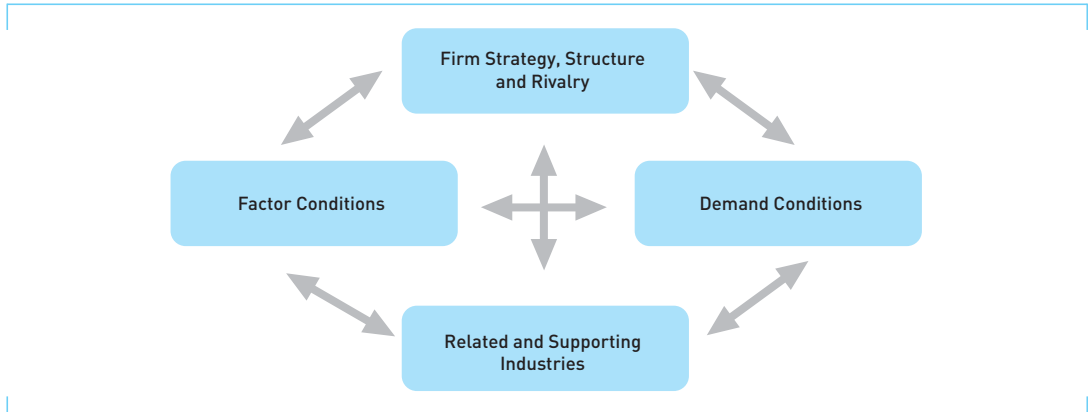 Firm Strategy, Structure
and Rivalry
Factor Conditions
Demand Conditions
Related and Supporting
Industries